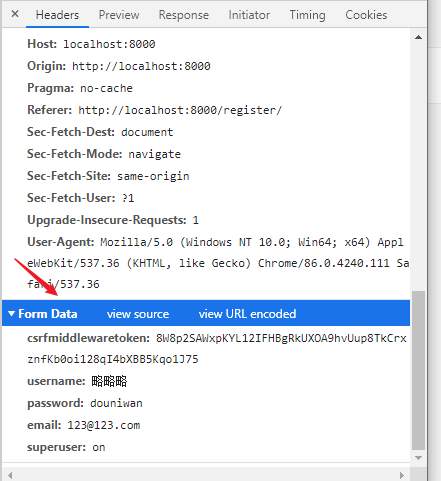 × Headers Preview Response Initiator Timing Cookies
Host: localhost:8000
Origin: http://localhost:8000
Pragma: no-cache
Referer: http://localhost:8000/register/
Sec-Fetch-Dest: document
Sec-Fetch-Mode: navigate
Sec-Fetch-Site: same-origin
Sec-Fetch-User: ?1
Upgrade-Insecure-Requests: 1
User-Agent: Mozilla/5.0 (Windows NT 10.0; Win64; x64) Appl
eWebKit/537.36 (KHTML, like Gecko) Chrome/86.0.4240.111 Sa
fari/537.36
Form Data view source view URL encoded
csrfmiddlewaretoken: 8W8p2SAWxpKYL12IFHBgRkUXOA9hvUup8TkCrx
znfKb0oi128qI4bXBB5Kqo1J75
username: 略略略
password: douniwan
email: 123@123.com
superuser: on